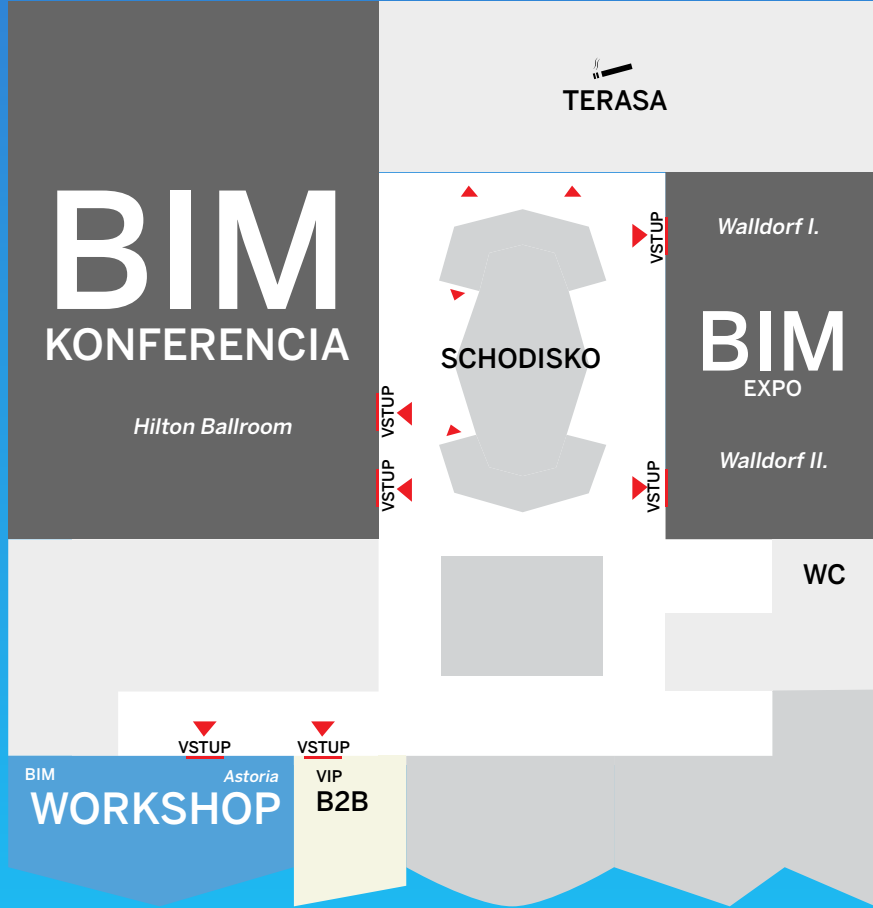 TERASA
BIM
KONFERENCIA
Hilton Ballroom
VSTUP
VSTUP
SCHODISKO
VSTUP
VSTUP
Walldorf I.
BIM
EXPO
Walldorf II.
WC
VSTUP
VSTUP
BIM
Astoria
WORKSHOP
VIP
B2B